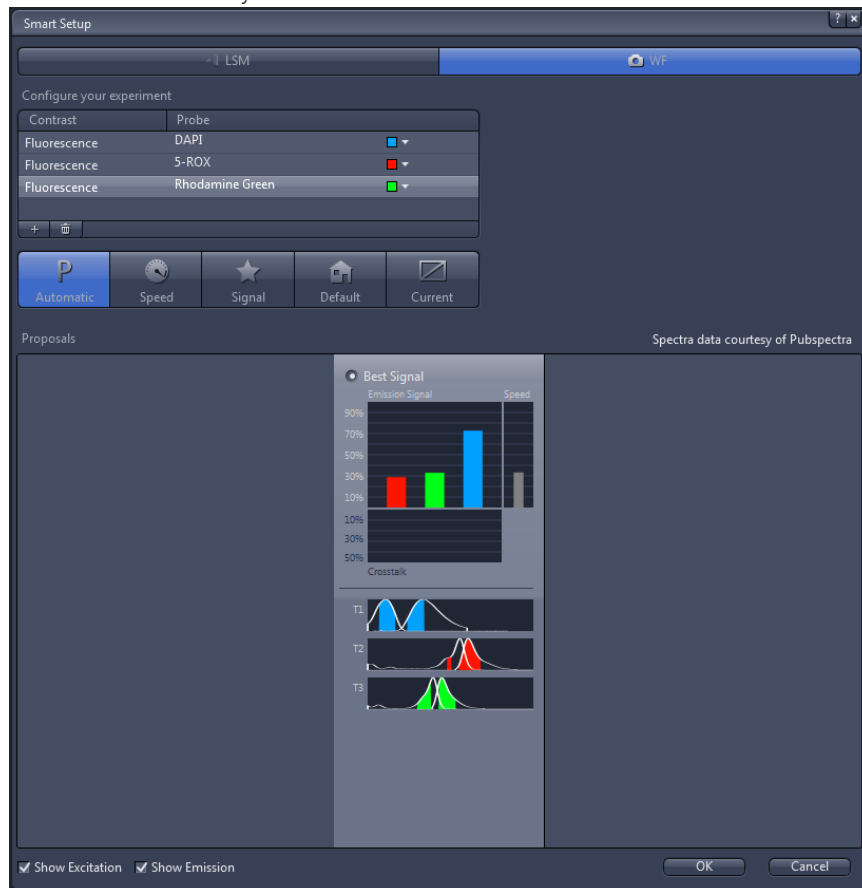 Smart Setup
? ×
LSM
WF
Configure your experiment
Contrast Probe
Fluorescence DAPI
Fluorescence 5-ROX
Fluorescence Rhodamine Green
+
P
Automatic Speed Signal Default Current
Proposals
Spectra data courtesy of Pubspectra
Best Signal
Emission Signal Speed
90%
70%
50%
30%
10%
10%
30%
50%
Crosstalk
T1
T2
T3
Show Excitation Show Emission
OK Cancel